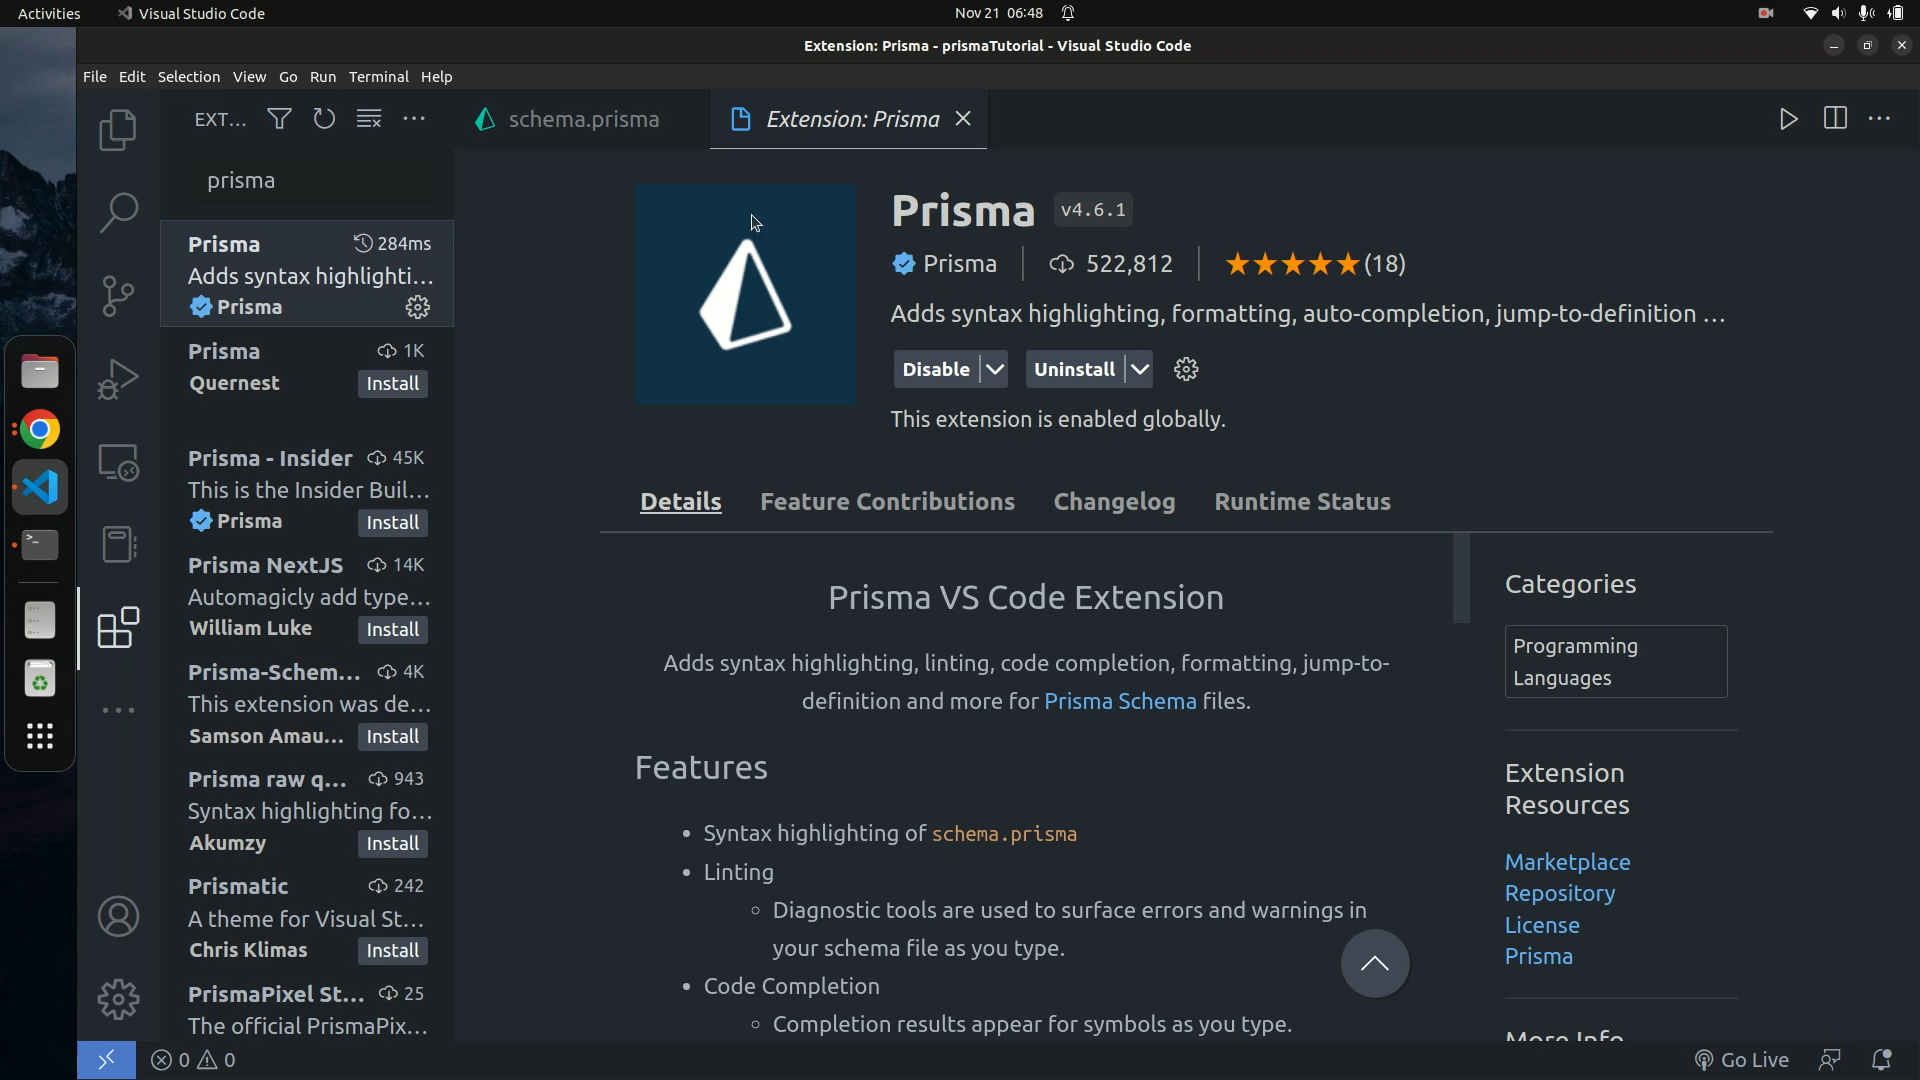 Activities
Visual Studio Code
Nov 21 06:48
Extension: Prisma - prismaTutorial - Visual Studio Code
File Edit Selection View Go Run Terminal Help
EXT...
schema.prisma
Extension: Prisma
prisma
Prisma
284ms
Adds syntax highlighti...
Prisma
Prisma
1K
Quernest
Install
Prisma - Insider
45K
This is the Insider Buil...
Prisma
Install
Prisma NextJS
14K
Automagicly add type...
William Luke
Install
Prisma-Schem...
4K
This extension was de...
Samson Amau...
Install
Prisma raw q...
943
Syntax highlighting fo...
Akumzy
Install
Prismatic
242
A theme for Visual St...
Chris Klimas
Install
PrismaPixel St...
25
The official PrismaPix...
Prisma
v4.6.1
Prisma
522,812
(18)
Adds syntax highlighting, formatting, auto-completion, jump-to-definition ...
Disable
Uninstall
This extension is enabled globally.
Details
Feature Contributions
Changelog
Runtime Status
Prisma VS Code Extension
Adds syntax highlighting, linting, code completion, formatting, jump-to-
definition and more for Prisma Schema files.
Features
• Syntax highlighting of schema.prisma
• Linting
◦ Diagnostic tools are used to surface errors and warnings in
your schema file as you type.
• Code Completion
◦ Completion results appear for symbols as you type.
Categories
Programming
Languages
Extension
Resources
Marketplace
Repository
License
Prisma
More Info
0
0
Go Live